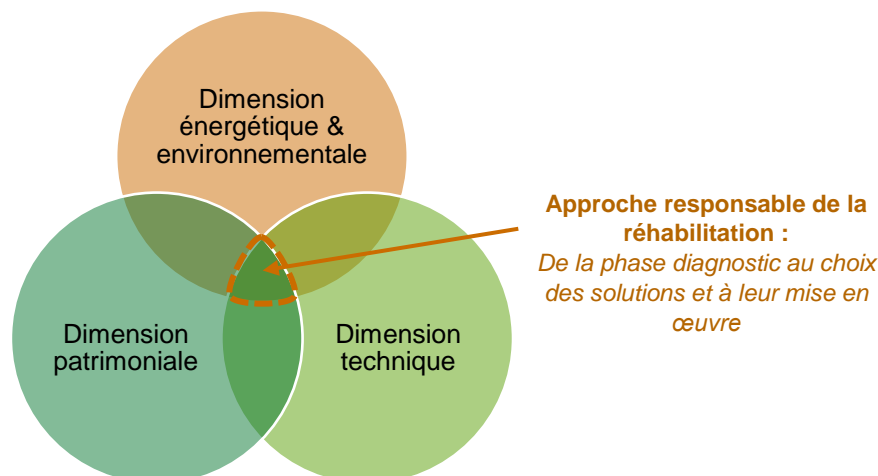 Dimension
énergétique &
environnementale
Approche responsable de la
réhabilitation :
De la phase diagnostic au choix
des solutions et à leur mise en
œuvre
Dimension
patrimoniale
Dimension
technique